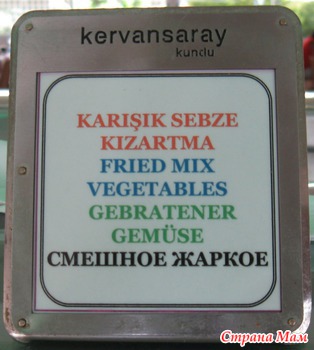 kervansaray
kundu
KARIŞIK SEBZE
KIZARTMA
FRIED MIX
VEGETABLES
GEBRATENER
GEMÜSE
СМЕШНОЕ ЖАРКОЕ
Страна Мам